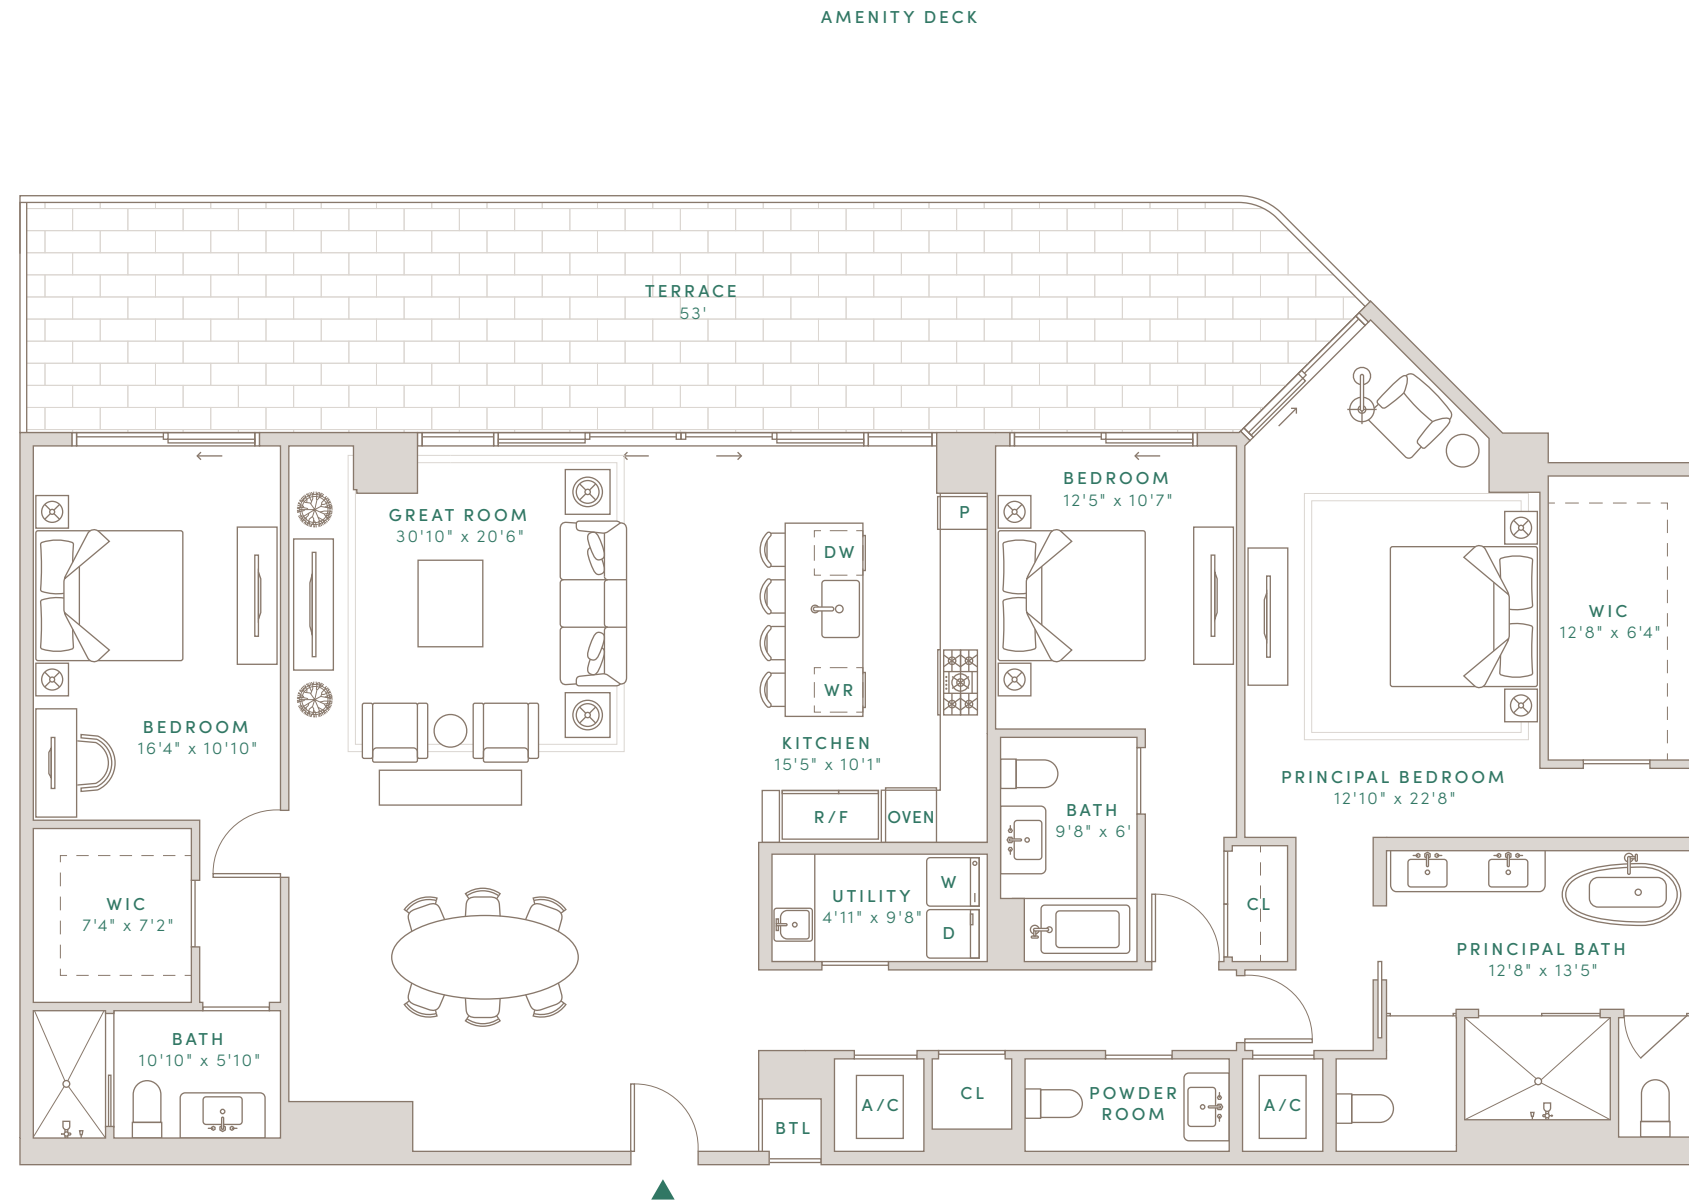 AMENITY DECK
TERRACE
53'
GREAT ROOM
30'10" x 20'6"
P
DW
WR
BEDROOM
12'5" x 10'7"
WIC
12'8" x 6'4"
BEDROOM
16'4" x 10'10"
KITCHEN
15'5" x 10'1"
PRINCIPAL BEDROOM
12'10" x 22'8"
R/F
OVEN
BATH
9'8" x 6'
WIC
7'4" x 7'2"
UTILITY
4'11" x 9'8"
W
D
CL
PRINCIPAL BATH
12'8" x 13'5"
BATH
10'10" x 5'10"
A/C
CL
POWDER
ROOM
A/C
BTL